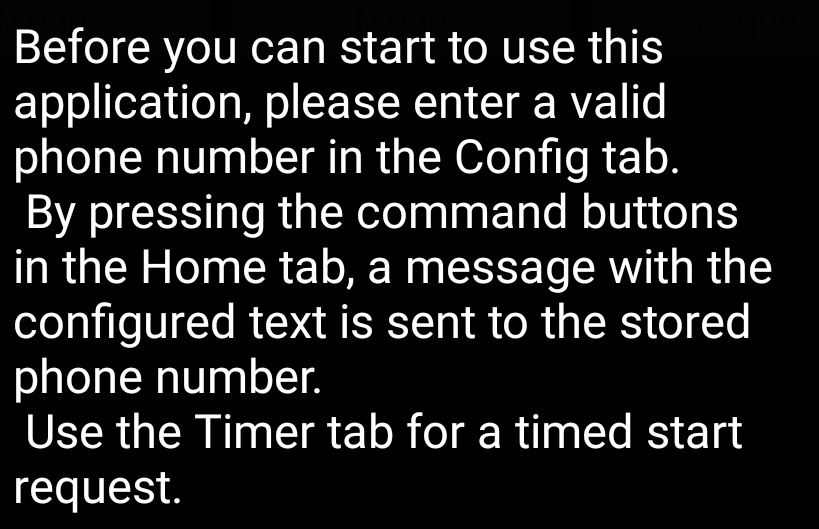 Before you can start to use this
application, please enter a valid
phone number in the Config tab.
By pressing the command buttons
in the Home tab, a message with the
configured text is sent to the stored
phone number.
Use the Timer tab for a timed start
request.